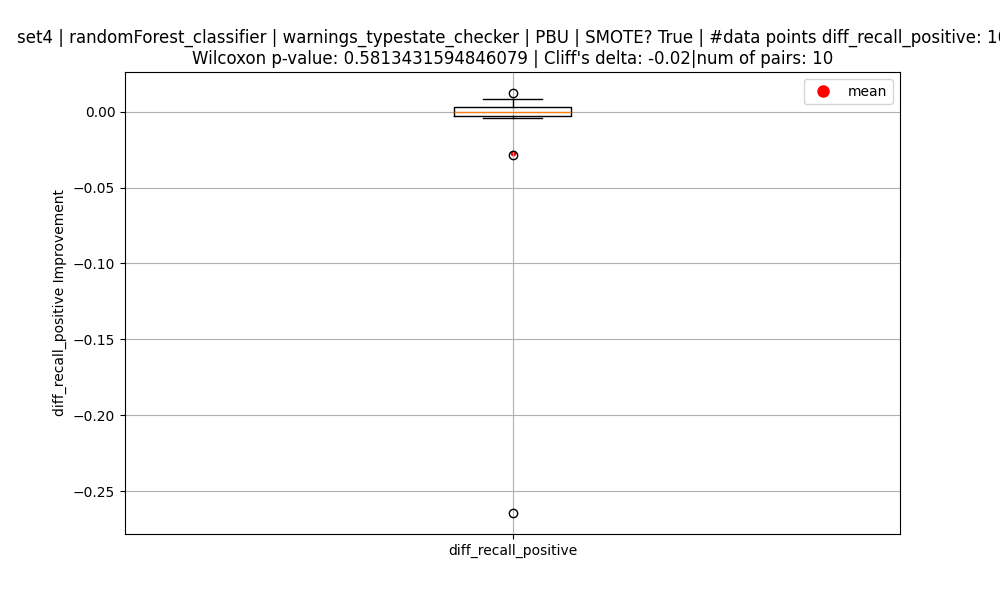 set4 | randomForest_classifier | warnings_typestate_checker | PBU | SMOTE? True | #data points diff_recall_positive: 10
Wilcoxon p-value: 0.5813431594846079 | Cliff's delta: -0.02|num of pairs: 10
mean
0.00
−0.05
−0.10
−0.15
−0.20
−0.25
diff_recall_positive Improvement
diff_recall_positive